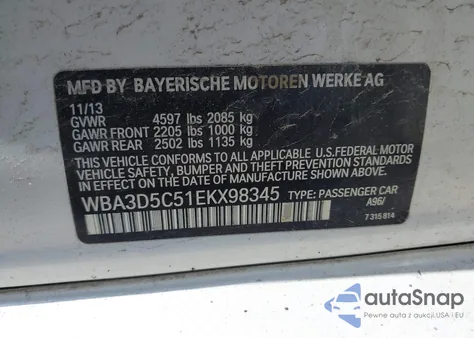 MFD BY BAYERISCHE MOTOREN WERKE AG
11/13
GVWR 4597 lbs 2085 kg
GAWR FRONT 2205 lbs 1000 kg
GAWR REAR 2502 lbs 1135 kg
THIS VEHICLE CONFORMS TO ALL APPLICABLE U.S.FEDERAL MOTOR
VEHICLE SAFETY, BUMPER, AND THEFT PREVENTION STANDARDS
IN EFFECT ON THE DATE OF MANUFACTURE SHOWN ABOVE.
WBA3D5C51EKX98345 TYPE: PASSENGER CAR
A96/
7 315 814
autoSnap
Pewne auta z aukcji USA i EU